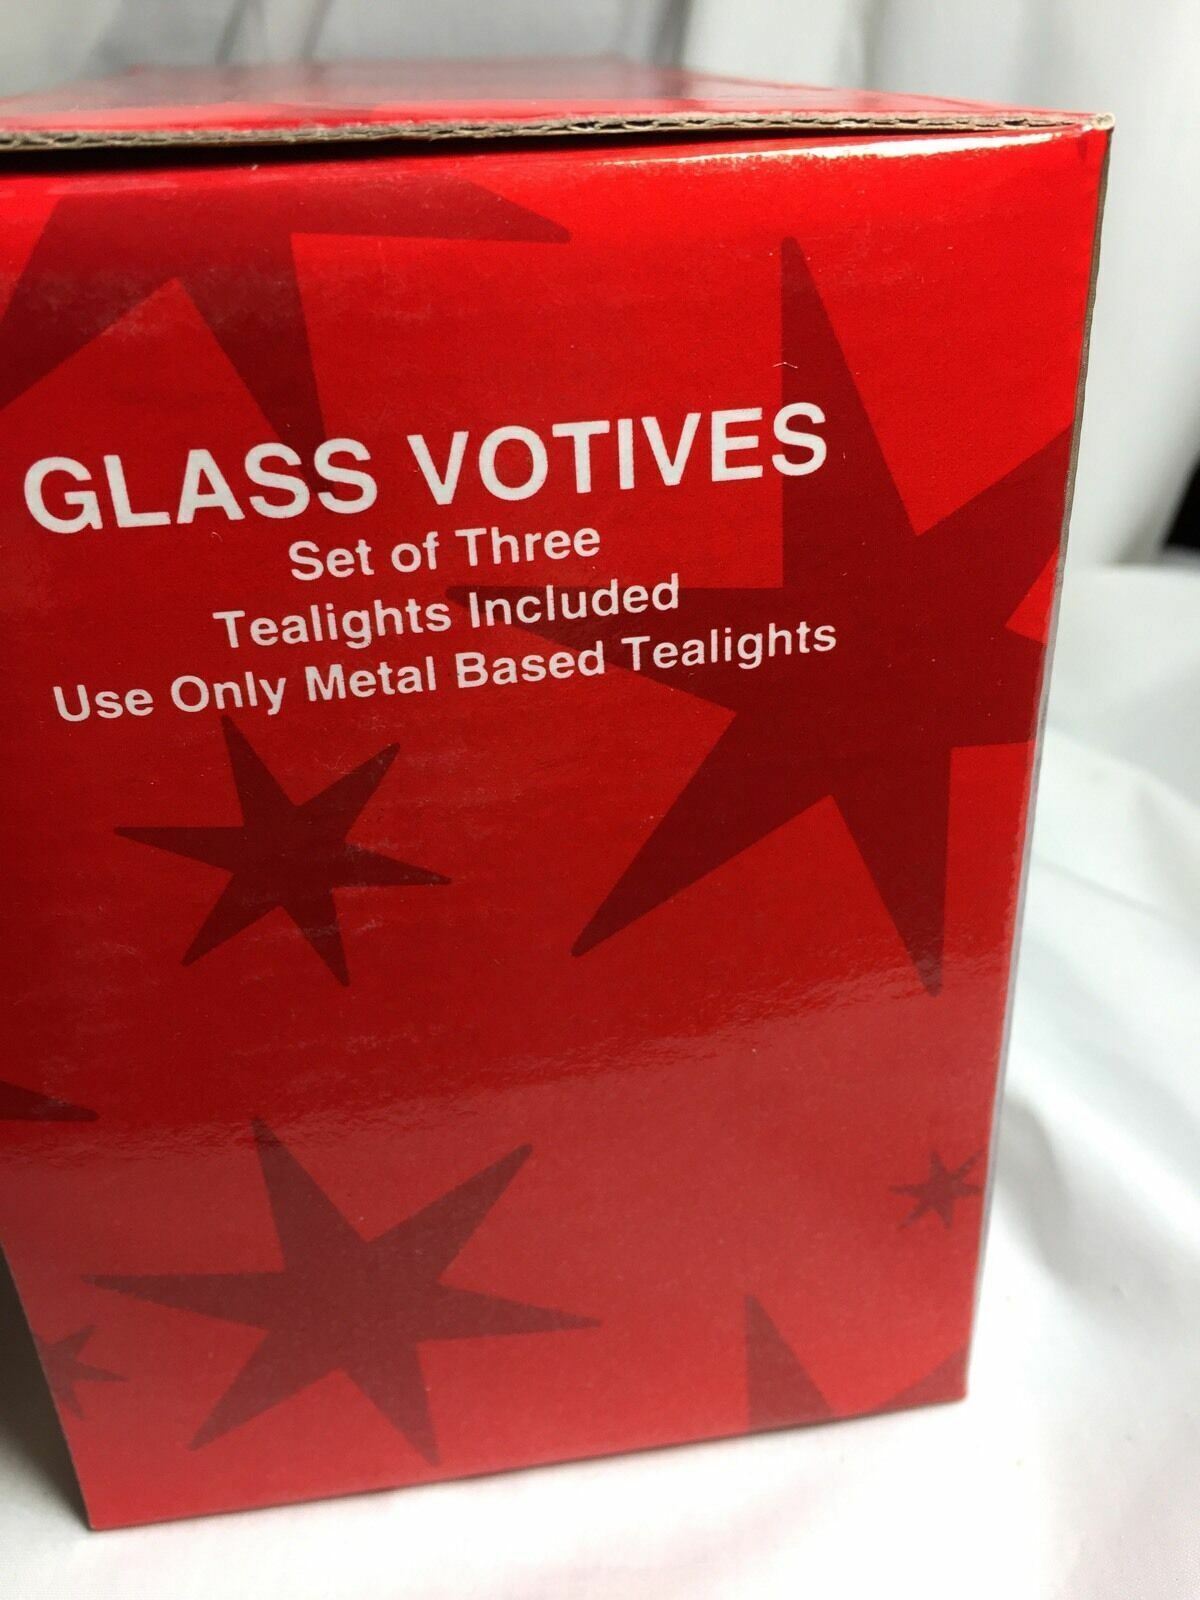 GLASS VOTIVES
Set of Three
Tealights Included
Use Only Metal Based Tealights